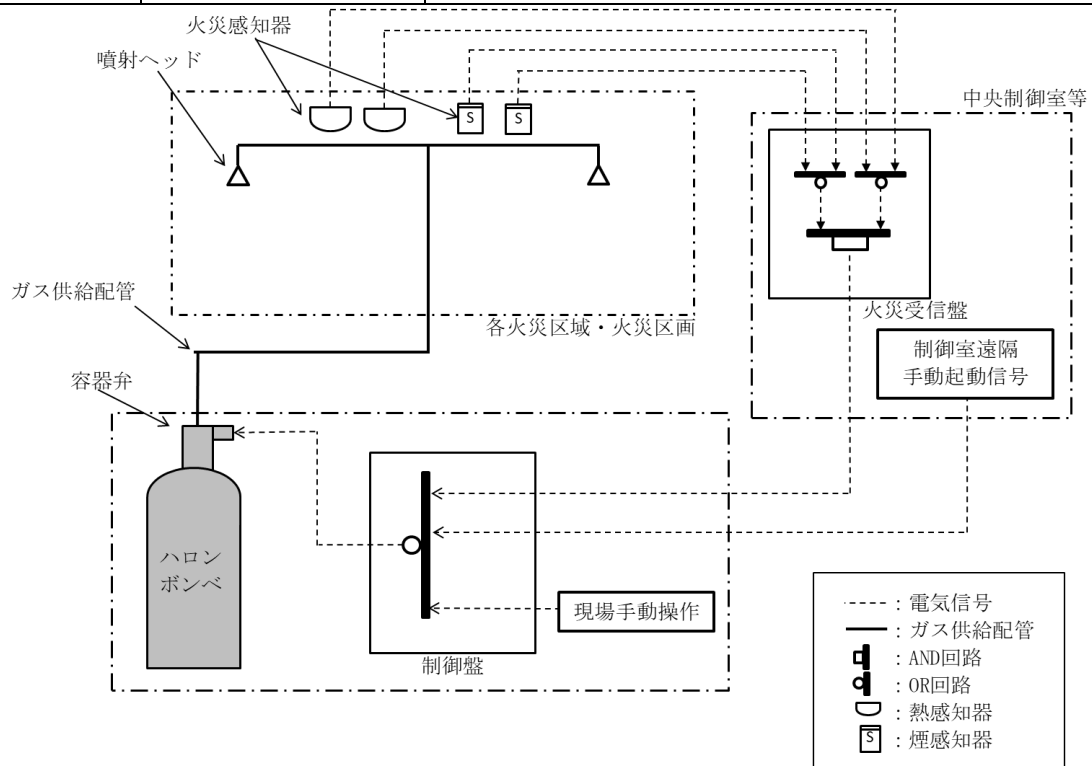 火災感知器
噴射ヘッド
中央制御室等
S
S
ガス供給配管
各火災区域・火災区画
火災受信盤
制御室遠隔
手動起動信号
容器弁
ハロン
ボンベ
現場手動操作
制御盤
：電気信号
：ガス供給配管
：AND回路
：OR回路
：熱感知器
S
：煙感知器